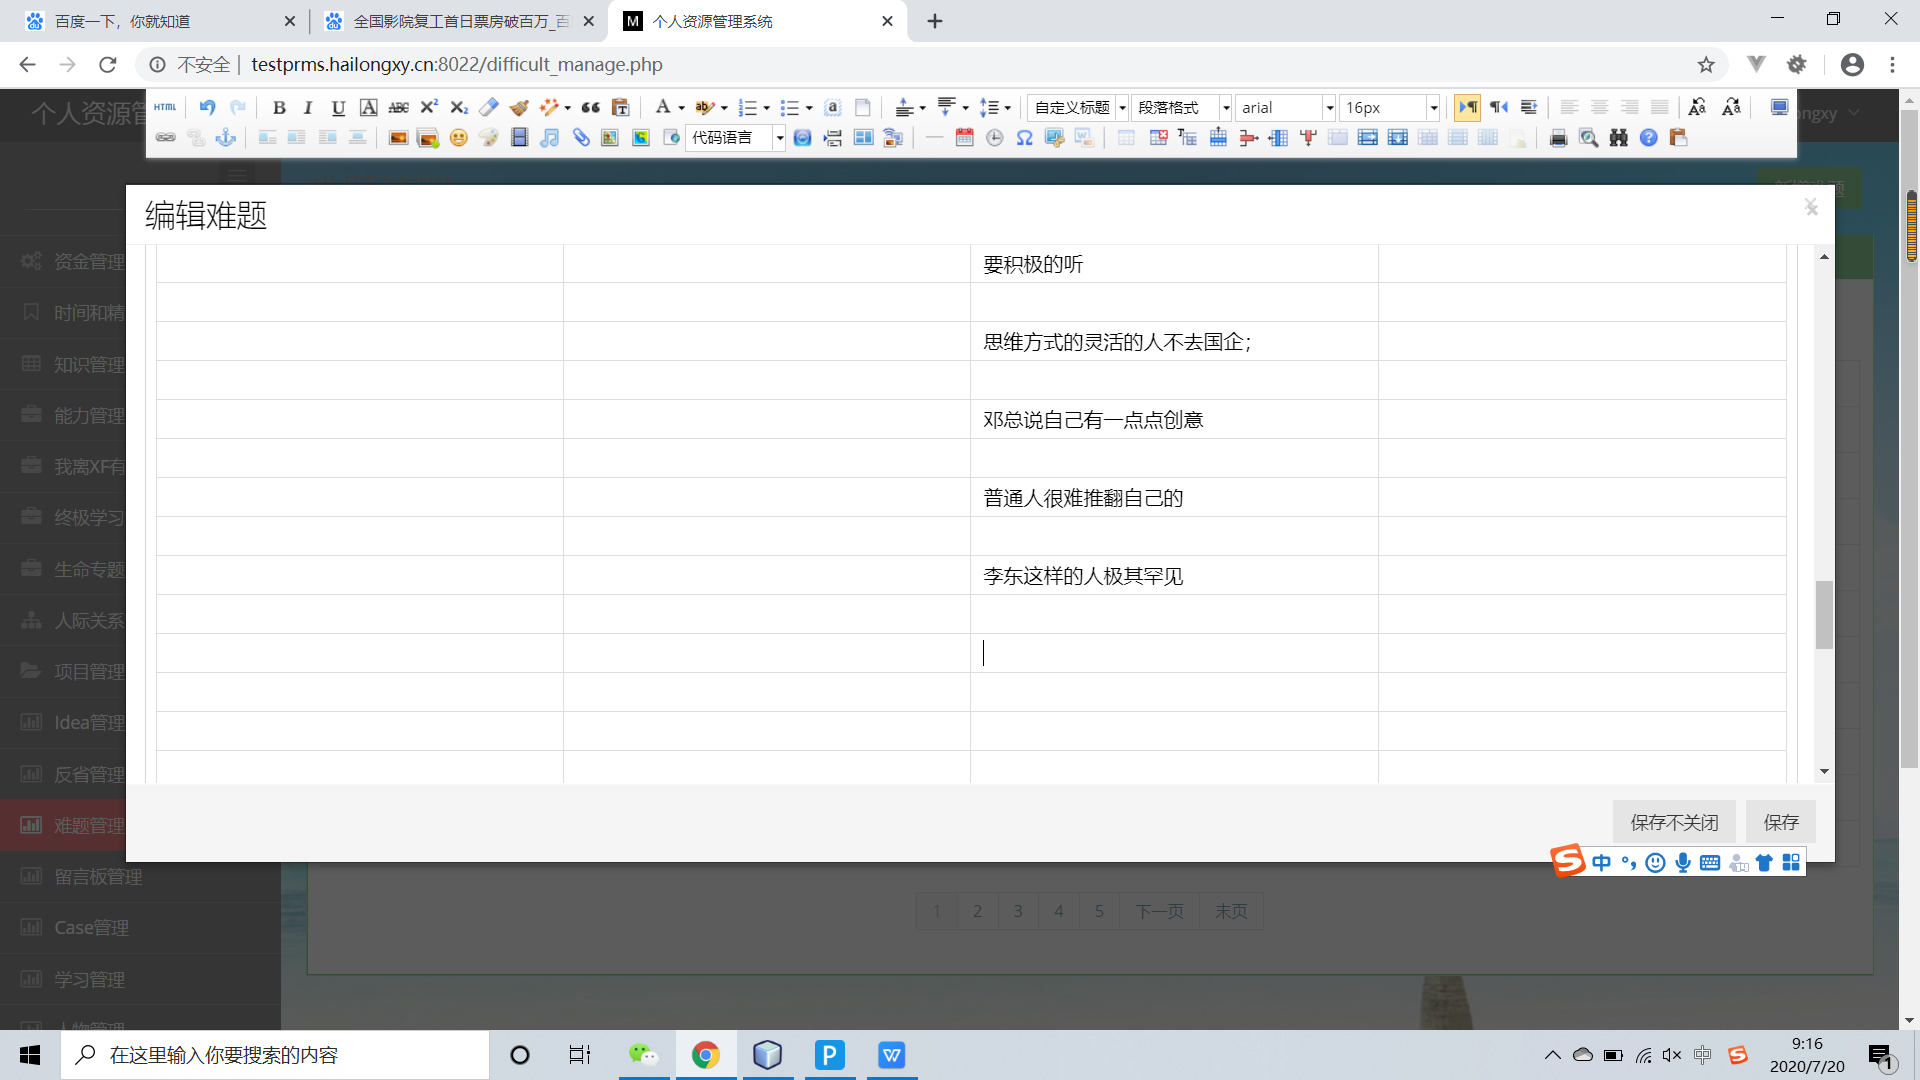 百度一下，你就知道
全国影院复工首日票房破百万_百
个人资源管理系统
不安全 | testprms.hailongxy.cn:8022/difficult_manage.php
HTML
自定义标题
段落格式
arial
16px
代码语言
编辑难题
要积极的听
思维方式的灵活的人不去国企；
邓总说自己有一点点创意
普通人很难推翻自己的
李东这样的人极其罕见
保存不关闭
保存
资金管理
时间和精
知识管理
能力管理
我离XF有
终极学习
生命专题
人际关系
项目管理
Idea管理
反省管理
难题管理
留言板管理
Case管理
学习管理
人物管理
1 2 3 4 5 下一页 末页
中
在这里输入你要搜索的内容
中
9:16
2020/7/20
1